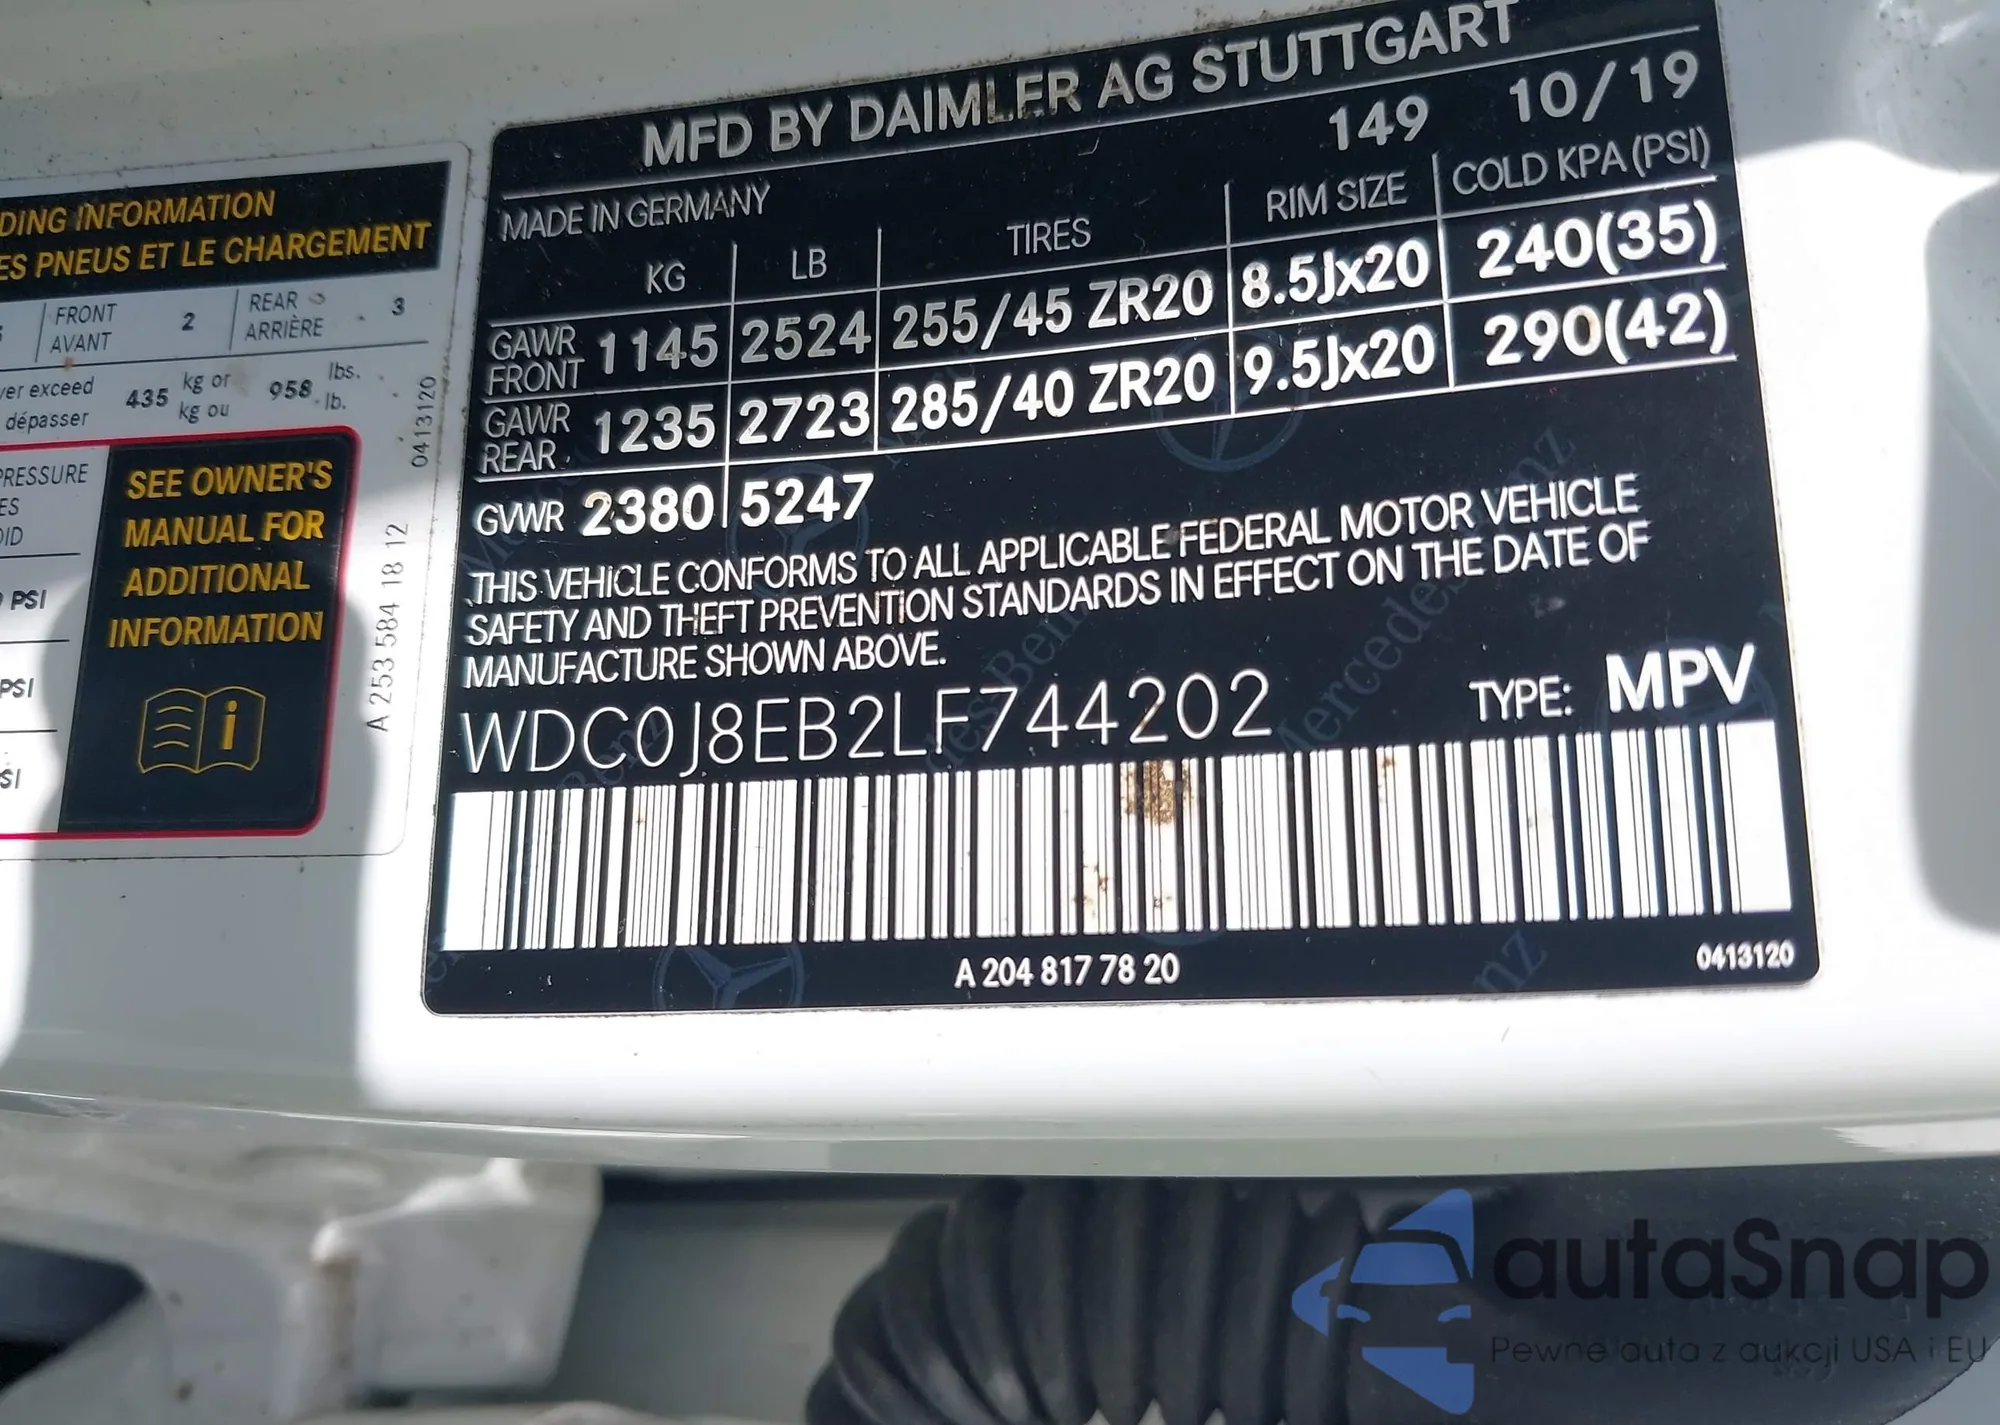 DING INFORMATION
ES PNEUS ET LE CHARGEMENT
FRONT AVANT 2 REAR ARRIÈRE 3
ver exceed 435 kg or 958 lbs.
dépasser kg ou lb.
PRESSURE
SEE OWNER'S
MANUAL FOR
ADDITIONAL
INFORMATION
PSI
PSI
SI
0413120
A 253 584 18 12
MFD BY DAIMLER AG STUTTGART
149 10/19
MADE IN GERMANY
KG LB TIRES RIM SIZE COLD KPA (PSI)
GAWR FRONT 1145 2524 255/45 ZR20 8.5Jx20 240(35)
GAWR REAR 1235 2723 285/40 ZR20 9.5Jx20 290(42)
GVWR 2380 5247
THIS VEHICLE CONFORMS TO ALL APPLICABLE FEDERAL MOTOR VEHICLE
SAFETY AND THEFT PREVENTION STANDARDS IN EFFECT ON THE DATE OF
MANUFACTURE SHOWN ABOVE.
WDC0J8EB2LF744202 TYPE: MPV
A 204 817 78 20
0413120
autaSnap
Pewne auta z aukcji USA i EU